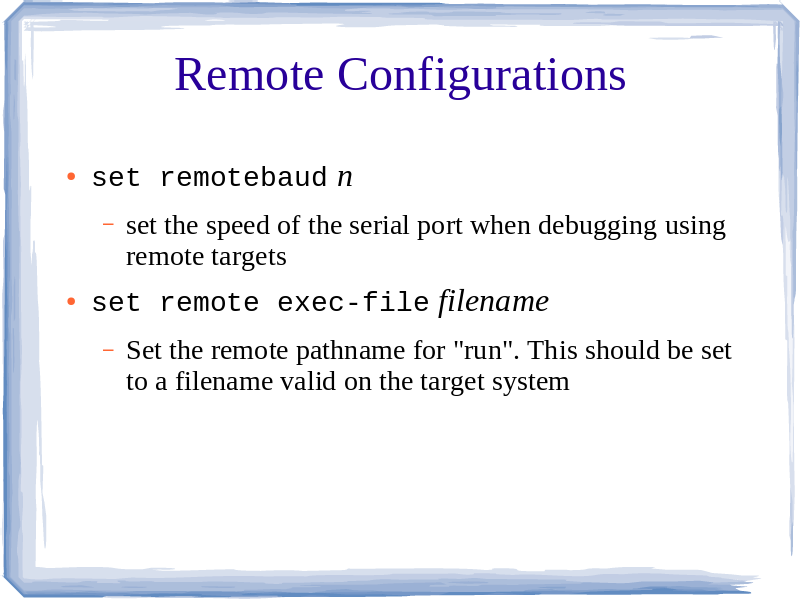 Remote Configurations
• set remotebaud n
– set the speed of the serial port when debugging using
remote targets
• set remote exec-file filename
– Set the remote pathname for "run". This should be set
to a filename valid on the target system